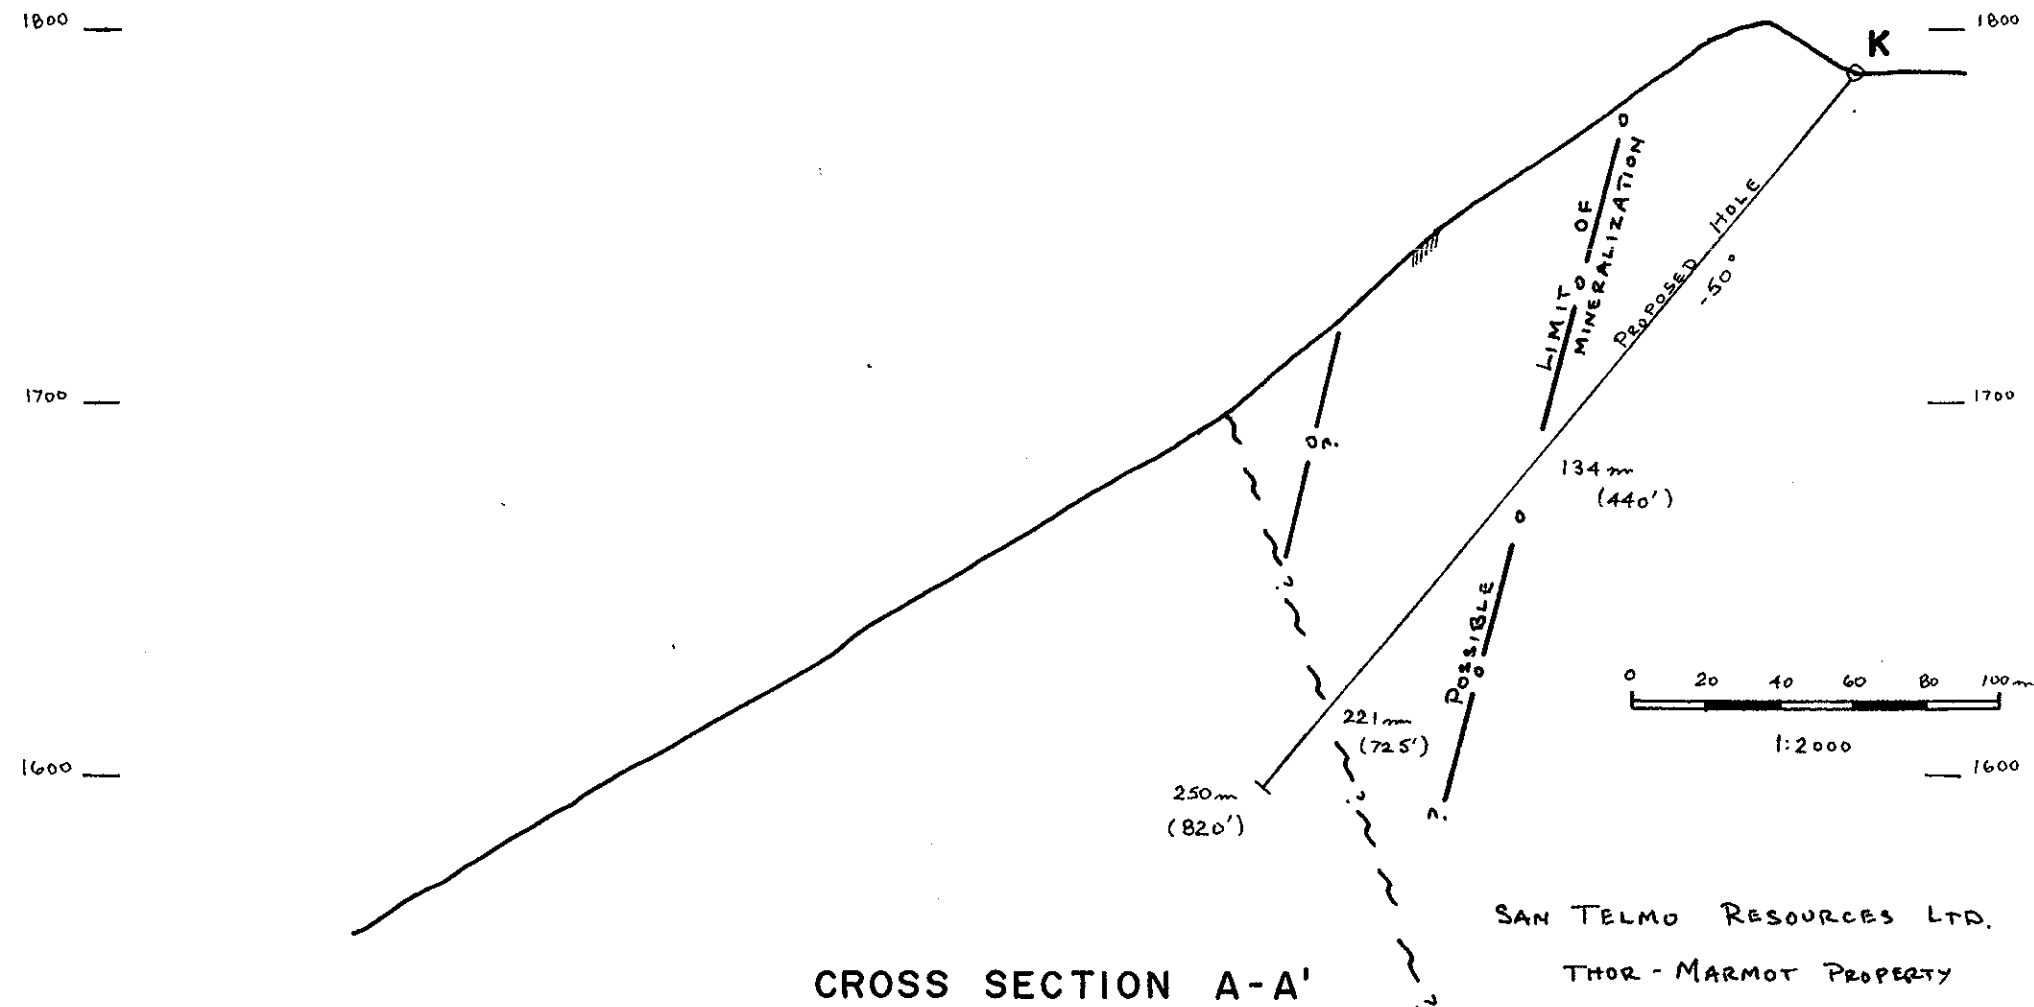 1800
1800
K
LIMIT OF
MINERALIZATION
PROPOSED HOLE
-50°
1700
1700
134 m
(440')
?
POSSIBLE
0 20 40 60 80 100 m
1:2000
221 m
(725')
1600
1600
250 m
(820')
?
?
?
SAN TELMO RESOURCES LTD.
THOR - MARMOT PROPERTY
CROSS SECTION A-A'
?